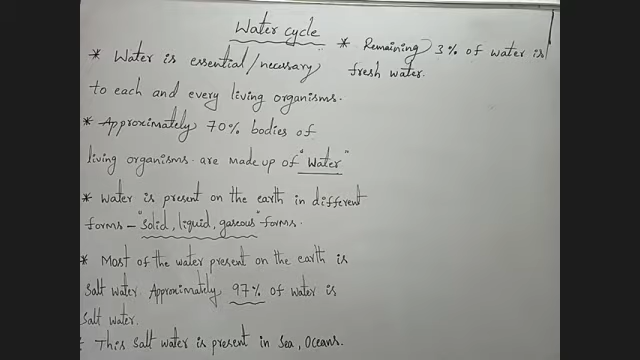 Water cycle
* Water is essential/necessary
to each and every living organisms.
* Approximately 70% bodies of
living organisms. are made up of "Water"
* Water is present on the earth in different
forms - "Solid, liquid, gaseous" forms.
* Most of the water present on the earth is
Salt water. Approximately 97% of water is
Salt water.
* This Salt water is present in Sea, Oceans.
* Remaining 3% of water is
fresh water.